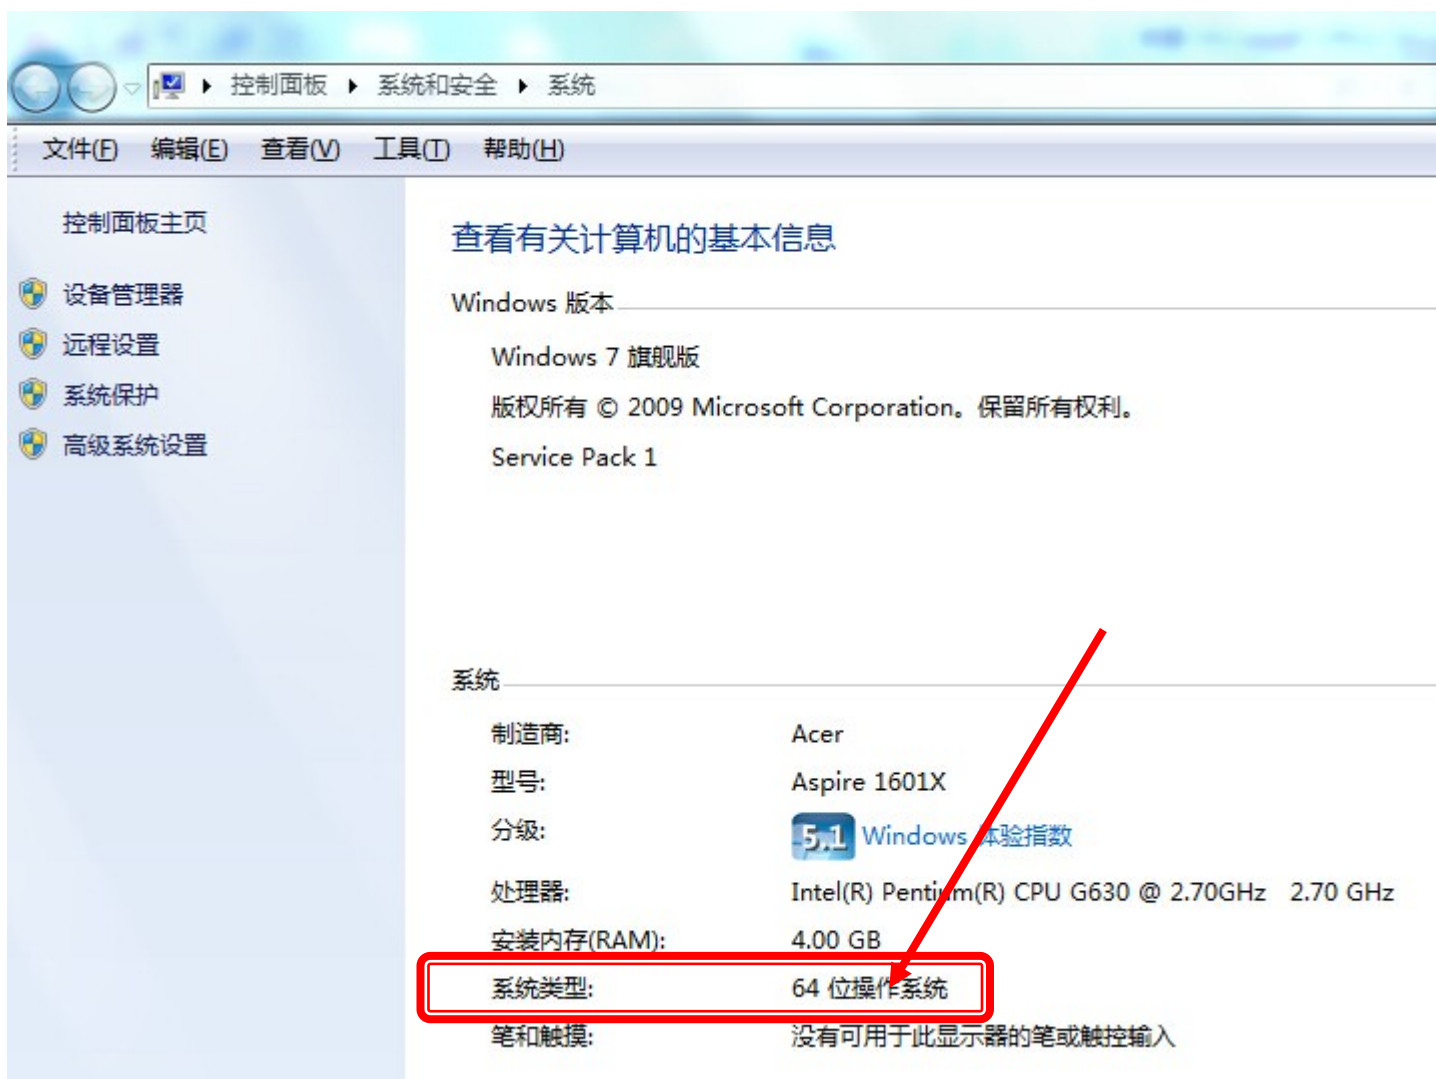 控制面板 系统和安全 系统
文件(F) 编辑(E) 查看(V) 工具(T) 帮助(H)
控制面板主页
设备管理器
远程设置
系统保护
高级系统设置
查看有关计算机的基本信息
Windows 版本
Windows 7 旗舰版
版权所有 © 2009 Microsoft Corporation。保留所有权利。
Service Pack 1
系统
制造商: Acer
型号: Aspire 1601X
分级: 5.1 Windows 体验指数
处理器: Intel(R) Pentium(R) CPU G630 @ 2.70GHz 2.70 GHz
安装内存(RAM): 4.00 GB
系统类型: 64 位操作系统
笔和触摸: 没有可用于此显示器的笔或触控输入